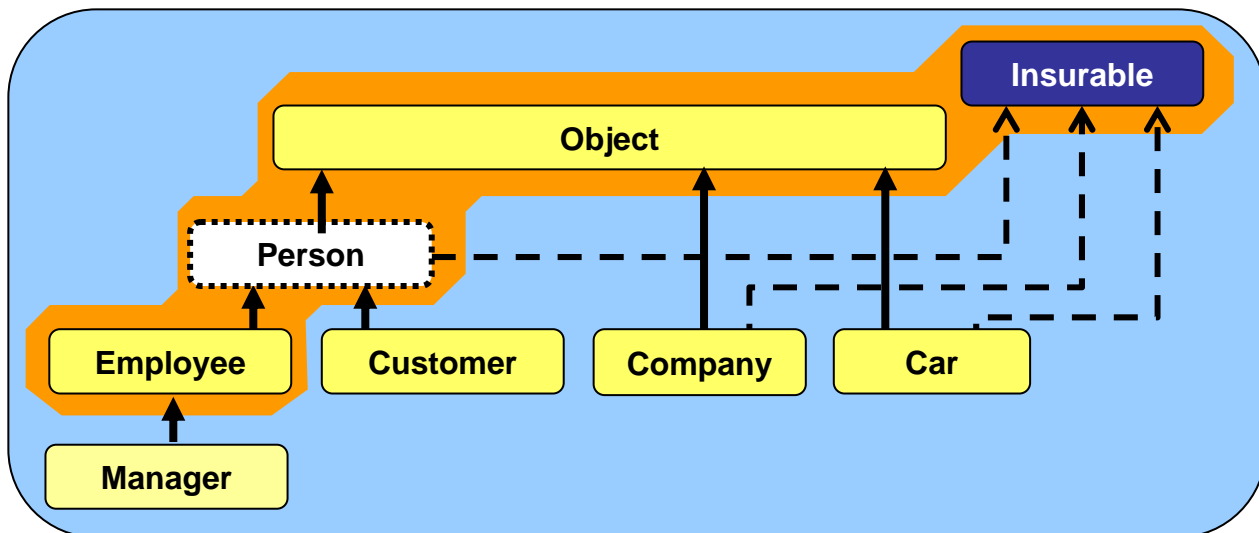 Insurable
Object
Person
Employee
Customer
Company
Car
Manager